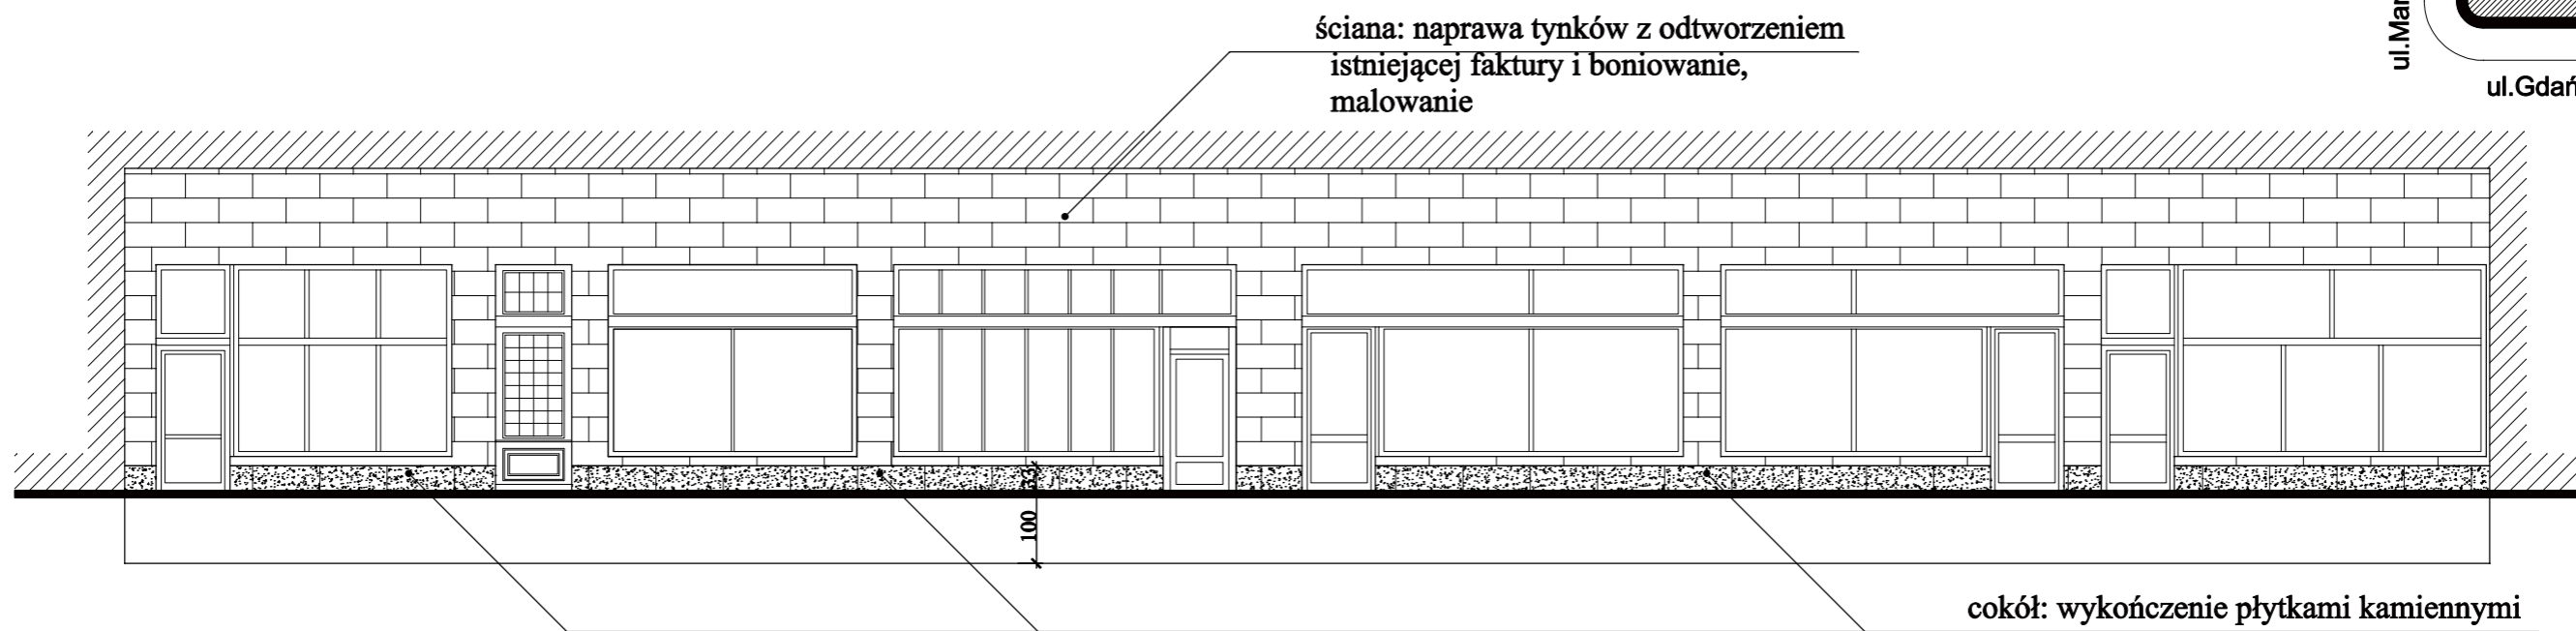 ściana: naprawa tynków z odtworzeniem
istniejącej faktury i boniowanie,
malowanie
ul.Mar
ul.Gdań
33
100
cokół: wykończenie płytkami kamiennymi